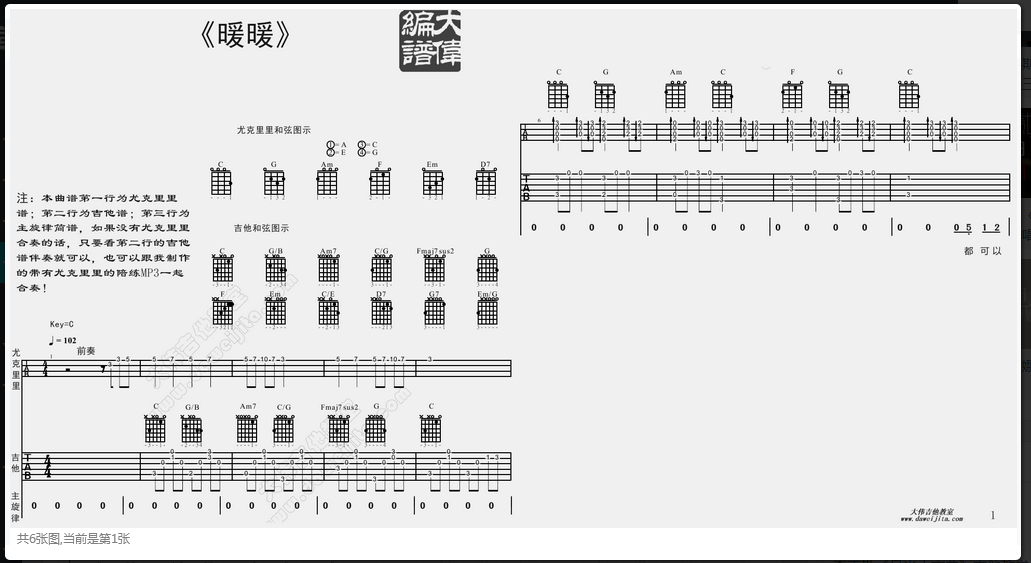 《暖暖》
大偉
編譜
尤克里里和弦图示
①=A ③=C
②=E ④=G
C G Am F Em D7
注：本曲谱第一行为尤克里里
谱；第二行为吉他谱；第三行为
主旋律简谱，如果没有尤克里里
合奏的话，只要看第二行的吉他
谱伴奏就可以，也可以跟我制作
的带有尤克里里的陪练MP3一起
合奏！
吉他和弦图示
C G/B Am7 C/G Fmaj7sus2 G
F Em C/E D7 G7 Em/G
Key=C
♩= 102
前奏
尤克里里
C G/B Am7 C/G Fmaj7sus2 G C
吉他
主旋律
0 0 0 0 0 0 0 0 0 0 0 0 0 0 0 0 0 0 0 0
C G Am C F G C
0 0 0 0 0 0 0 0 0 0 0 0 0 0 0 5 1 2
都 可 以
大伟吉他教室
www.daweijita.com
1
共6张图,当前是第1张